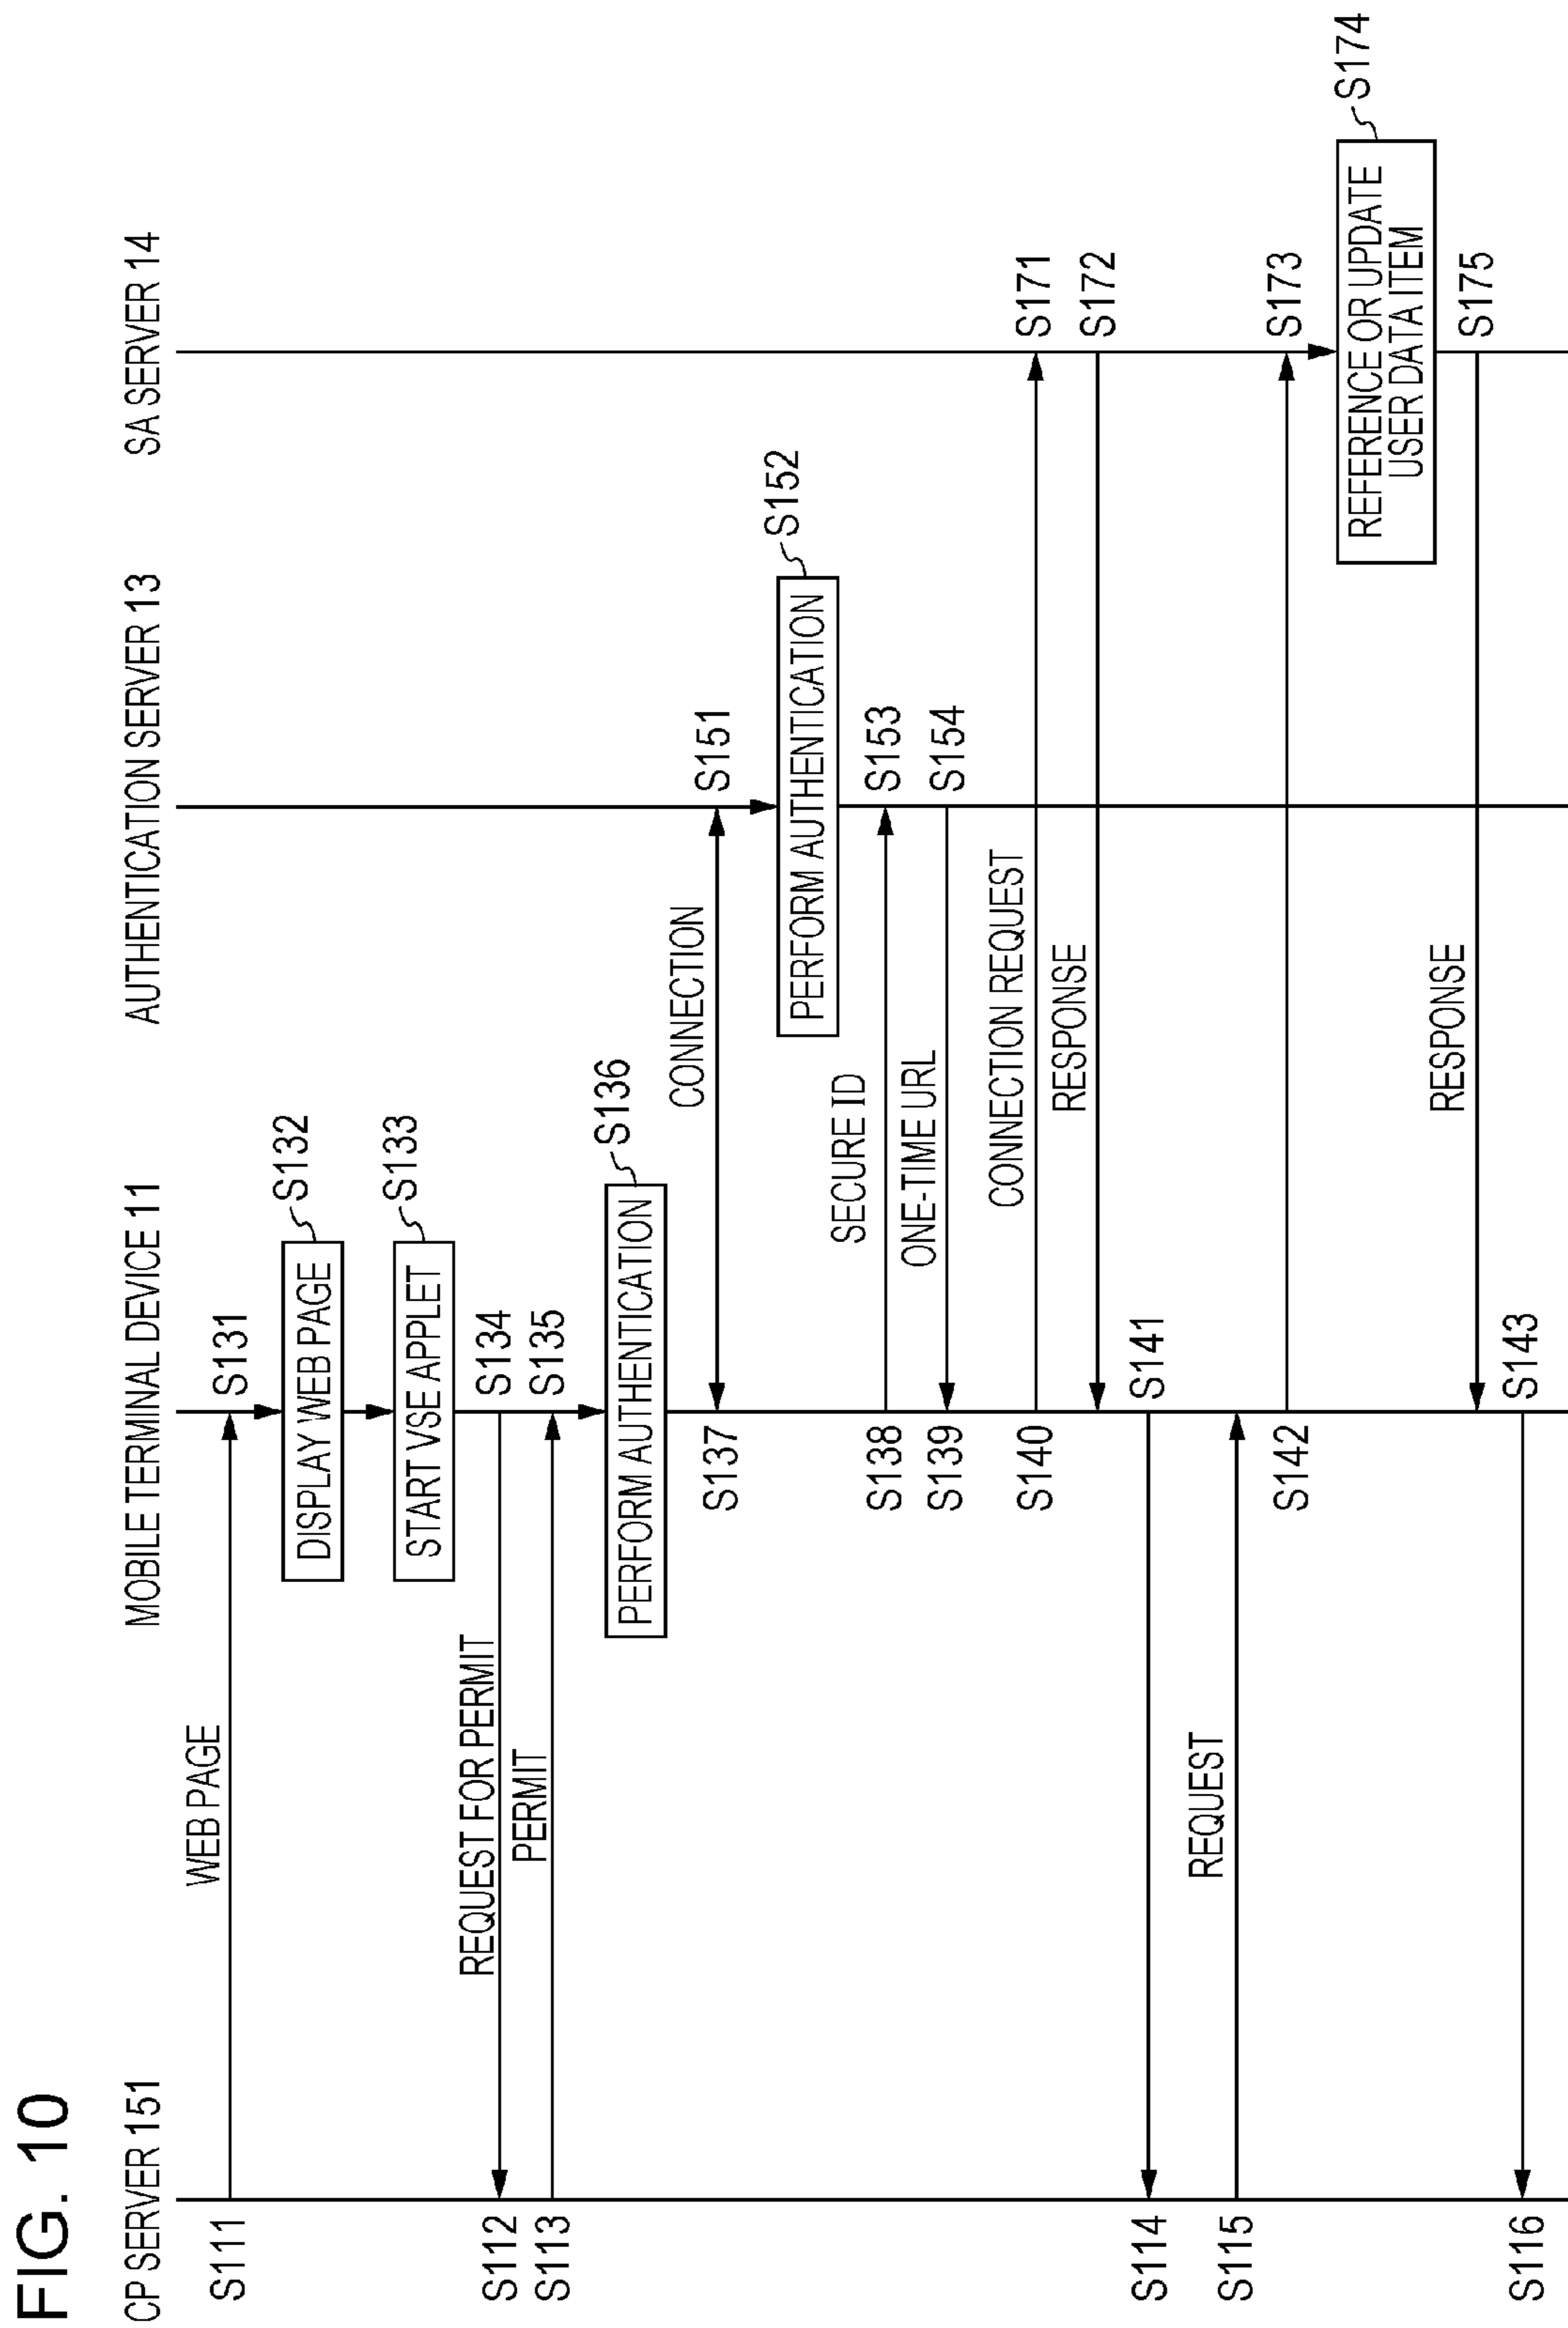 FIG. 10
CP SERVER 151
MOBILE TERMINAL DEVICE 11
AUTHENTICATION SERVER 13
SA SERVER 14
S111
WEB PAGE
S131
DISPLAY WEB PAGE
S132
START VSE APPLET
S133
S112
REQUEST FOR PERMIT
S134
S113
PERMIT
S135
PERFORM AUTHENTICATION
S136
S137
CONNECTION
S151
PERFORM AUTHENTICATION
S152
S138
SECURE ID
S153
S139
ONE-TIME URL
S154
S140
CONNECTION REQUEST
S171
RESPONSE
S172
S114
S141
S115
REQUEST
S142
S173
REFERENCE OR UPDATE
USER DATA ITEM
S174
RESPONSE
S175
S116
S143